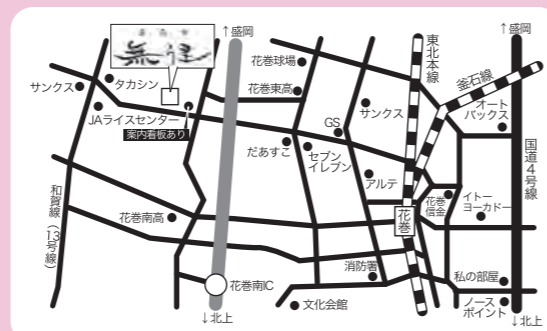 無憧
↑盛岡
↑盛岡
東北本線
釜石線
花巻球場
タカシン
サンクス
花巻東高
サンクス
オートバックス
JAライスセンター
案内看板あり
GS
だあすこ
セブン
イレブン
国道4号線
アルテ
和賀線(13号線)
花巻南高
花巻
信金
イトー
ヨーカドー
花巻
消防署
私の部屋
花巻南IC
文化会館
ノース
ポイント
↓北上
↓北上